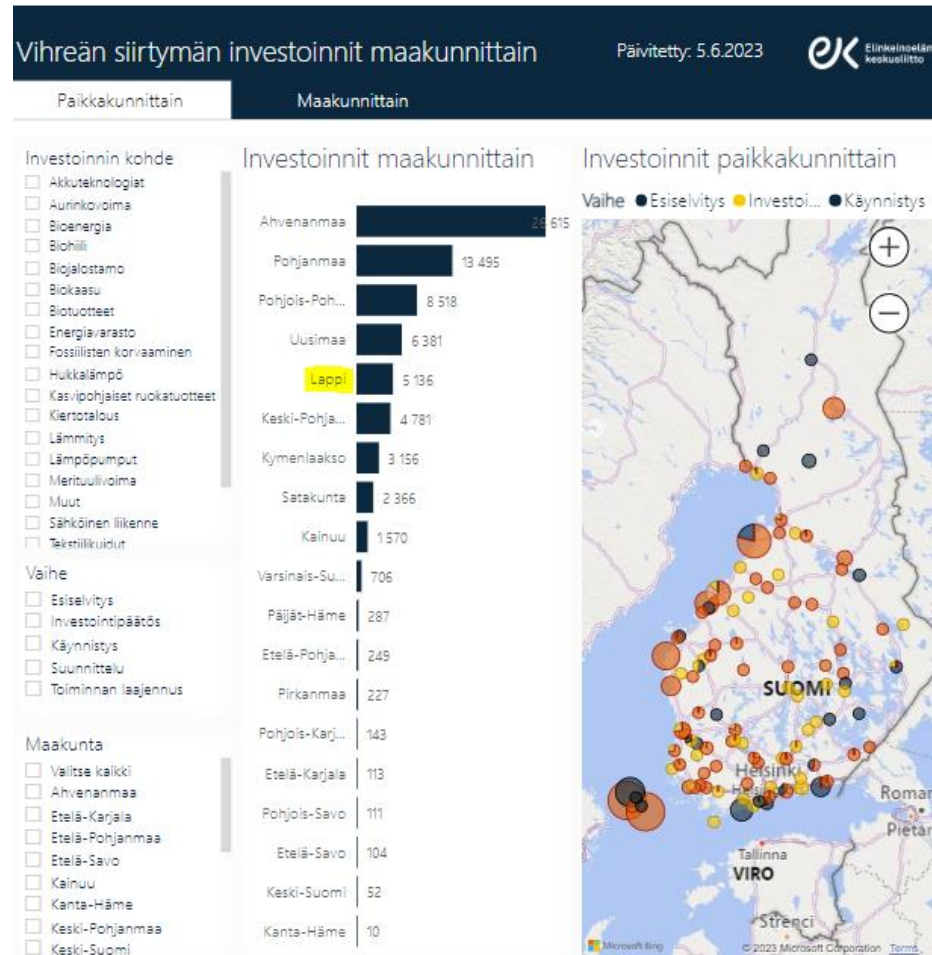 Vihreän siirtymän investoinnit maakunnittain
Päivitetty: 5.6.2023
Elinkeinoeläm
keskusliitto
Paikkakunnittain
Maakunnittain
Investoinnin kohde
Akkuteknologiat
Aurinkovoima
Bioenergia
Biohiili
Biojalostamo
Biokaasu
Biotuotteet
Energiavarasto
Fossiilisten korvaaminen
Hukkalämpö
Kasvipohjaiset ruokatuotteet
Kiertotalous
Lämmitys
Lämpöpumput
Merituulivoima
Muut
Sähköinen liikenne
Tekstiilikuidut
Vaihe
Esiselvitys
Investointipäätös
Käynnistys
Suunnittelu
Toiminnan laajennus
Maakunta
Valitse kaikki
Ahvenanmaa
Etelä-Karjala
Etelä-Pohjanmaa
Etelä-Savo
Kainuu
Kanta-Häme
Keski-Pohjanmaa
Keski-Suomi
Investoinnit maakunnittain
Ahvenanmaa 26 615
Pohjanmaa 13 495
Pohjois-Poh... 8 518
Uusimaa 6 381
Lappi 5 136
Keski-Pohja... 4 781
Kymenlaakso 3 156
Satakunta 2 366
Kainuu 1 570
Varsinais-Su... 706
Päijät-Häme 287
Etelä-Pohja... 249
Pirkanmaa 227
Pohjois-Karj... 143
Etelä-Karjala 113
Pohjois-Savo 111
Etelä-Savo 104
Keski-Suomi 52
Kanta-Häme 10
Investoinnit paikkakunnittain
Vaihe Esiselvitys Investoi... Käynnistys
SUOMI
Helsinki
Roman
Pietar
Tallinna
VIRO
Strenci
Microsoft Bing
© 2023 Microsoft Corporation Terms